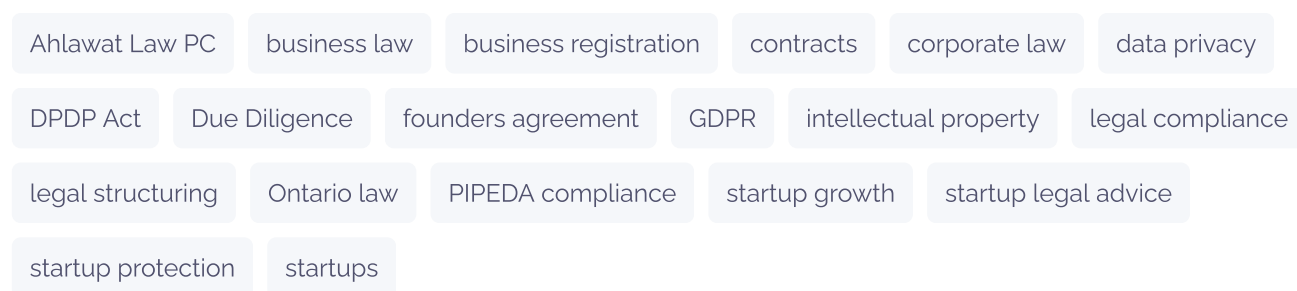 Ahlawat Law PC business law business registration contracts corporate law data privacy
DPDP Act Due Diligence founders agreement GDPR intellectual property legal compliance
legal structuring Ontario law PIPEDA compliance startup growth startup legal advice
startup protection startups